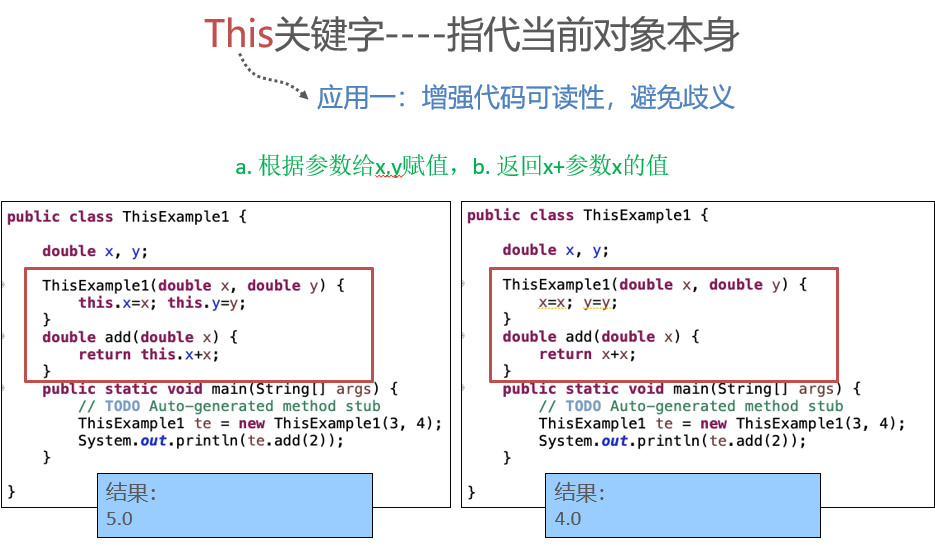 This关键字----指代当前对象本身
应用一：增强代码可读性，避免歧义
a. 根据参数给x,y赋值，b. 返回x+参数x的值
public class ThisExample1 {
double x, y;
ThisExample1(double x, double y) {
this.x=x; this.y=y;
}
double add(double x) {
return this.x+x;
}
public static void main(String[] args) {
// TODO Auto-generated method stub
ThisExample1 te = new ThisExample1(3, 4);
System.out.println(te.add(2));
}
}
结果：
5.0
public class ThisExample1 {
double x, y;
ThisExample1(double x, double y) {
x=x; y=y;
}
double add(double x) {
return x+x;
}
public static void main(String[] args) {
// TODO Auto-generated method stub
ThisExample1 te = new ThisExample1(3, 4);
System.out.println(te.add(2));
}
}
结果：
4.0